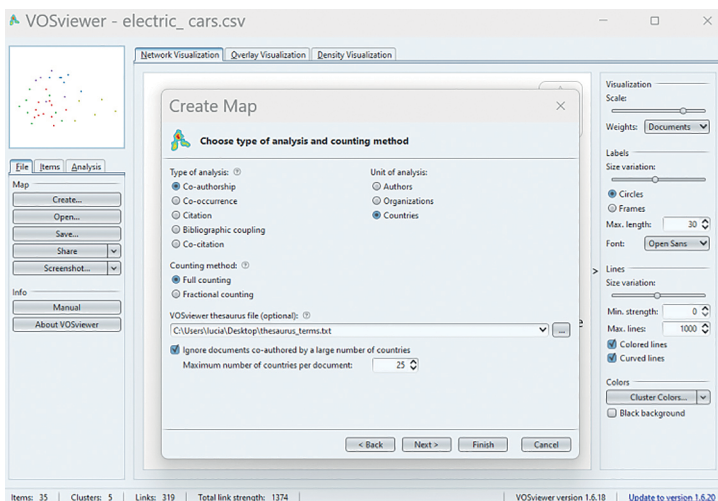 VOSviewer - electric_ cars.csv
Network Visualization Overlay Visualization Density Visualization
File Items Analysis
Map
Create...
Open...
Save...
Share
Screenshot...
Info
Manual
About VOSviewer
Create Map
Choose type of analysis and counting method
Type of analysis:
Co-authorship
Co-occurrence
Citation
Bibliographic coupling
Co-citation
Unit of analysis:
Authors
Organizations
Countries
Counting method:
Full counting
Fractional counting
VOSviewer thesaurus file (optional):
C:\Users\lucia\Desktop\thesaurus_terms.txt
...
Ignore documents co-authored by a large number of countries
Maximum number of countries per document: 25
< Back Next > Finish Cancel
Visualization
Scale:
Weights: Documents
Labels
Size variation:
Circles
Frames
Max. length: 30
Font: Open Sans
Lines
Size variation:
Min. strength: 0
Max. lines: 1000
Colored lines
Curved lines
Colors
Cluster Colors...
Black background
Items: 35 Clusters: 5 Links: 319 Total link strength: 1374 VOSviewer version 1.6.18 Update to version 1.6.20